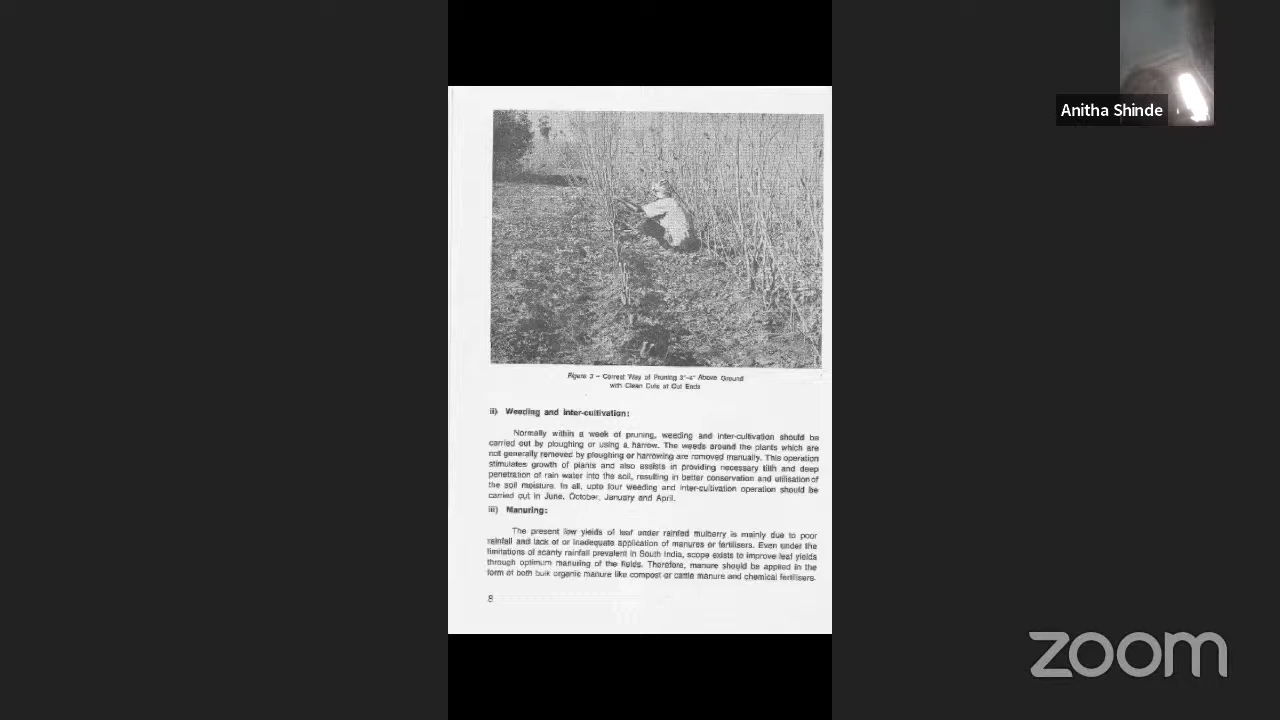 Anitha Shinde
Figure 3 – Correct Way of Pruning 3"-4" Above Ground
with Clean Cuts at Cut Ends
ii) Weeding and inter-cultivation:
Normally within a week of pruning, weeding and inter-cultivation should be
carried out by ploughing or using a harrow. The weeds around the plants which are
not generally removed by ploughing or harrowing are removed manually. This operation
stimulates growth of plants and also assists in providing necessary tilth and deep
penetration of rain water into the soil, resulting in better conservation and utilisation of
the soil moisture. In all, upto four weeding and inter-cultivation operation should be
carried out in June, October, January and April.
iii) Manuring:
The present low yields of leaf under rainfed mulberry is mainly due to poor
rainfall and lack of or inadequate application of manures or fertilisers. Even under the
limitations of scanty rainfall prevalent in South India, scope exists to improve leaf yields
through optimum manuring of the fields. Therefore, manure should be applied in the
form of both bulk organic manure like compost or cattle manure and chemical fertilisers.
8
zoom